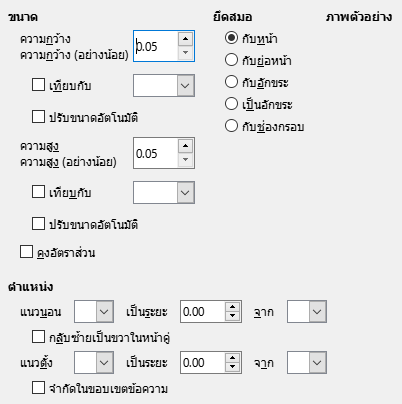 ขนาด
ยึดสมอ
ภาพตัวอย่าง
ความกว้าง
ความกว้าง (อย่างน้อย)
0.05
เทียบกับ
ปรับขนาดอัตโนมัติ
ความสูง
ความสูง (อย่างน้อย)
0.05
เทียบกับ
ปรับขนาดอัตโนมัติ
คงอัตราส่วน
กับหน้า
กับย่อหน้า
กับอักขระ
เป็นอักขระ
กับช่องกรอบ
ตำแหน่ง
แนวนอน เป็นระยะ 0.00 จาก
กลับซ้ายเป็นขวาในหน้าคู่
แนวตั้ง เป็นระยะ 0.00 จาก
จำกัดในขอบเขตข้อความ